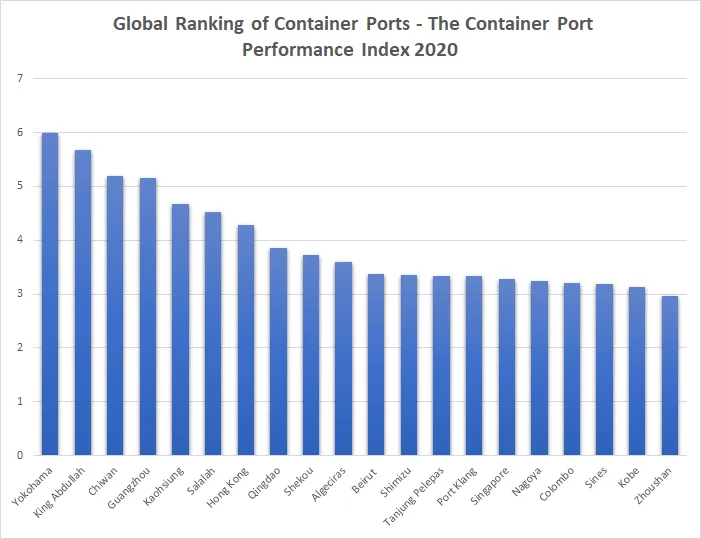 Global Ranking of Container Ports - The Container Port
Performance Index 2020
7
6
5
4
3
2
1
0
Yokohama
King Abdullah
Chiwan
Guangzhou
Kaohsiung
Salalah
Hong Kong
Qingdao
Shekou
Algeciras
Beirut
Shimizu
Tanjung Pelepas
Port Klang
Singapore
Nagoya
Colombo
Sines
Kobe
Zhoushan